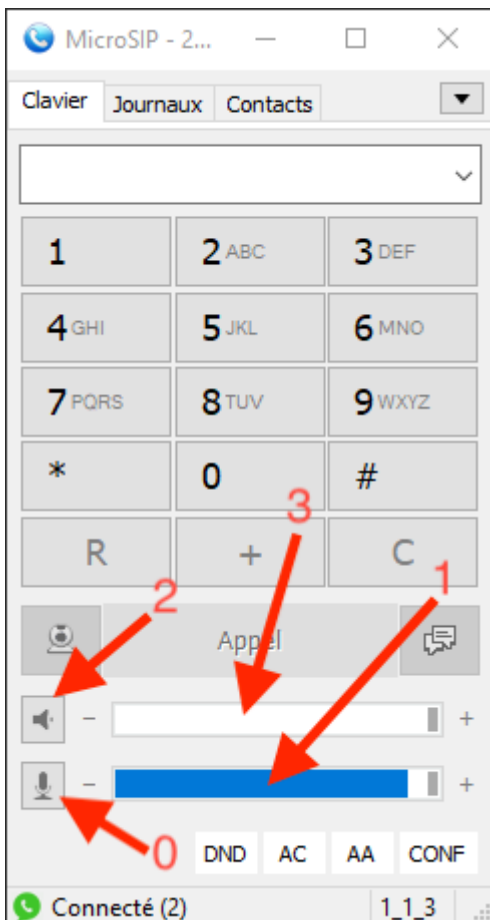 MicroSIP - 2...
Clavier Journaux Contacts
1 2 ABC 3 DEF
4 GHI 5 JKL 6 MNO
7 PQRS 8 TUV 9 WXYZ
* 0 #
3
R + C
1
2
Appel
- +
- +
0
DND AC AA CONF
Connecté (2) 1_1_3